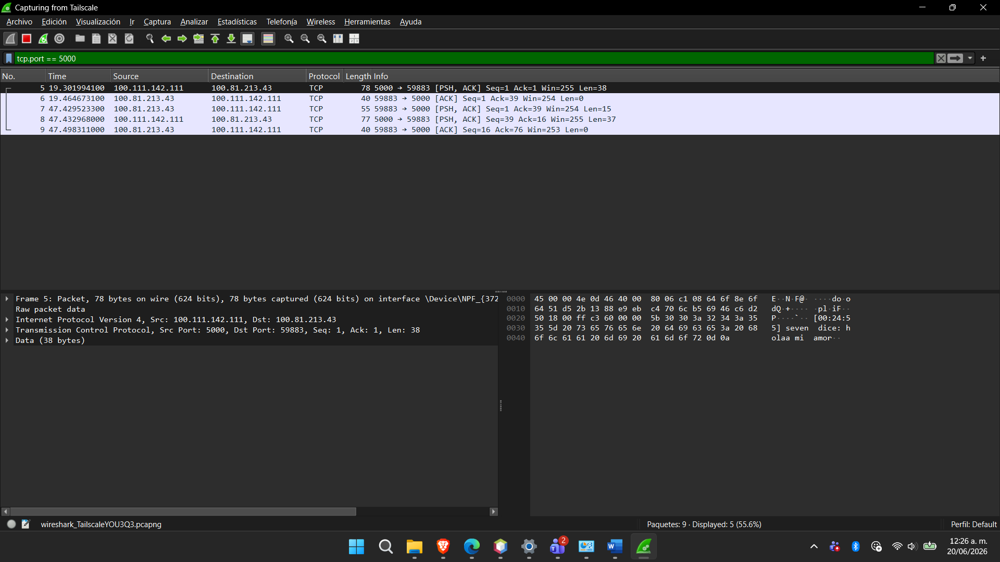 Capturing from Tailscale
Archivo Edición Visualización Ir Captura Analizar Estadísticas Telefonía Wireless Herramientas Ayuda
tcp.port == 5000
No. Time Source Destination Protocol Length Info
5 19.301994100 100.111.142.111 100.81.213.43 TCP 78 5000 → 59883 [PSH, ACK] Seq=1 Ack=1 Win=255 Len=38
6 19.464673100 100.81.213.43 100.111.142.111 TCP 40 59883 → 5000 [ACK] Seq=1 Ack=39 Win=254 Len=0
7 47.429523300 100.81.213.43 100.111.142.111 TCP 55 59883 → 5000 [PSH, ACK] Seq=1 Ack=39 Win=254 Len=15
8 47.432968000 100.111.142.111 100.81.213.43 TCP 77 5000 → 59883 [PSH, ACK] Seq=39 Ack=16 Win=255 Len=37
9 47.498311000 100.81.213.43 100.111.142.111 TCP 40 59883 → 5000 [ACK] Seq=16 Ack=76 Win=253 Len=0
Frame 5: Packet, 78 bytes on wire (624 bits), 78 bytes captured (624 bits) on interface \Device\NPF_{372
Raw packet data
Internet Protocol Version 4, Src: 100.111.142.111, Dst: 100.81.213.43
Transmission Control Protocol, Src Port: 5000, Dst Port: 59883, Seq: 1, Ack: 1, Len: 38
Data (38 bytes)
0000 45 00 00 4e 0d 46 40 00 80 06 c1 08 64 6f 8e 6f E··N·F@· ····do·o
0010 64 51 d5 2b 13 88 e9 eb c4 70 6c b5 69 46 c6 d2 dQ·+···· ·pl·iF··
0020 50 18 00 ff c3 60 00 00 5b 30 30 3a 32 34 3a 35 P····`·· [00:24:5
0030 35 5d 20 73 65 76 65 6e 20 64 69 63 65 3a 20 68 5] seven dice: h
0040 6f 6c 61 61 20 6d 69 20 61 6d 6f 72 0d 0a olaa mi amor··
wireshark_TailscaleYOU3Q3.pcapng
Paquetes: 9 · Displayed: 5 (55.6%)
Perfil: Default
2
12:26 a. m.
20/06/2026